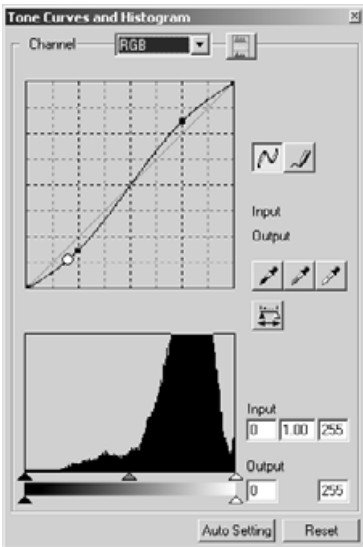 Tone Curves and Histogram
Channel RGB
Input
Output
Input
0 1.00 255
Output
0 255
Auto Setting Reset